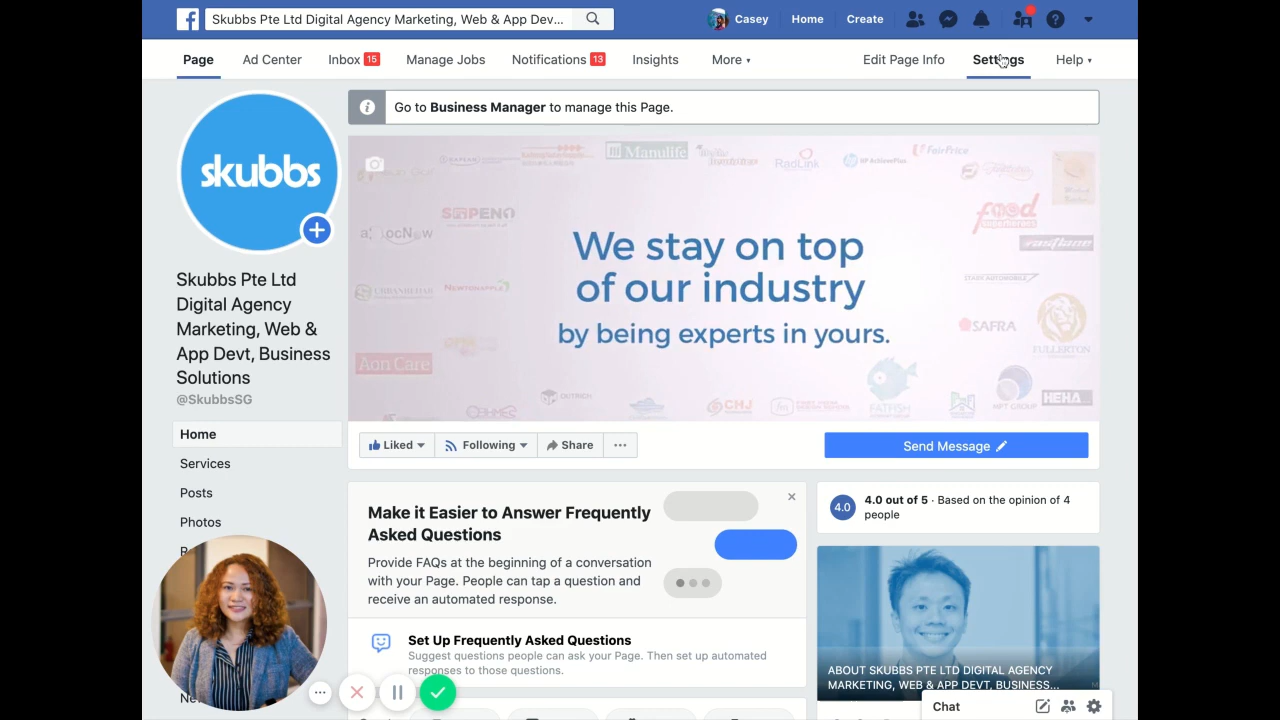 Skubbs Pte Ltd Digital Agency Marketing, Web & App Dev...
Casey
Home
Create
Page
Ad Center
Inbox 15
Manage Jobs
Notifications 13
Insights
More
Edit Page Info
Settings
Help
Go to Business Manager to manage this Page.
skubbs
Skubbs Pte Ltd
Digital Agency
Marketing, Web &
App Devt, Business
Solutions
@SkubbsSG
Home
Services
Posts
Photos
Manulife
RadLink
FairPrice
SAPENO
food
fastlane
SAFRA
FULLERTON
Aon Care
CHJ
FATFISH
MPT GROUP
HEHA
We stay on top
of our industry
by being experts in yours.
Liked
Following
Share
Send Message
Make it Easier to Answer Frequently
Asked Questions
Provide FAQs at the beginning of a conversation
with your Page. People can tap a question and
receive an automated response.
Set Up Frequently Asked Questions
Suggest questions people can ask your Page. Then set up automated
responses to those questions.
4.0
4.0 out of 5 · Based on the opinion of 4
people
ABOUT SKUBBS PTE LTD DIGITAL AGENCY
MARKETING, WEB & APP DEVT, BUSINESS...
Chat